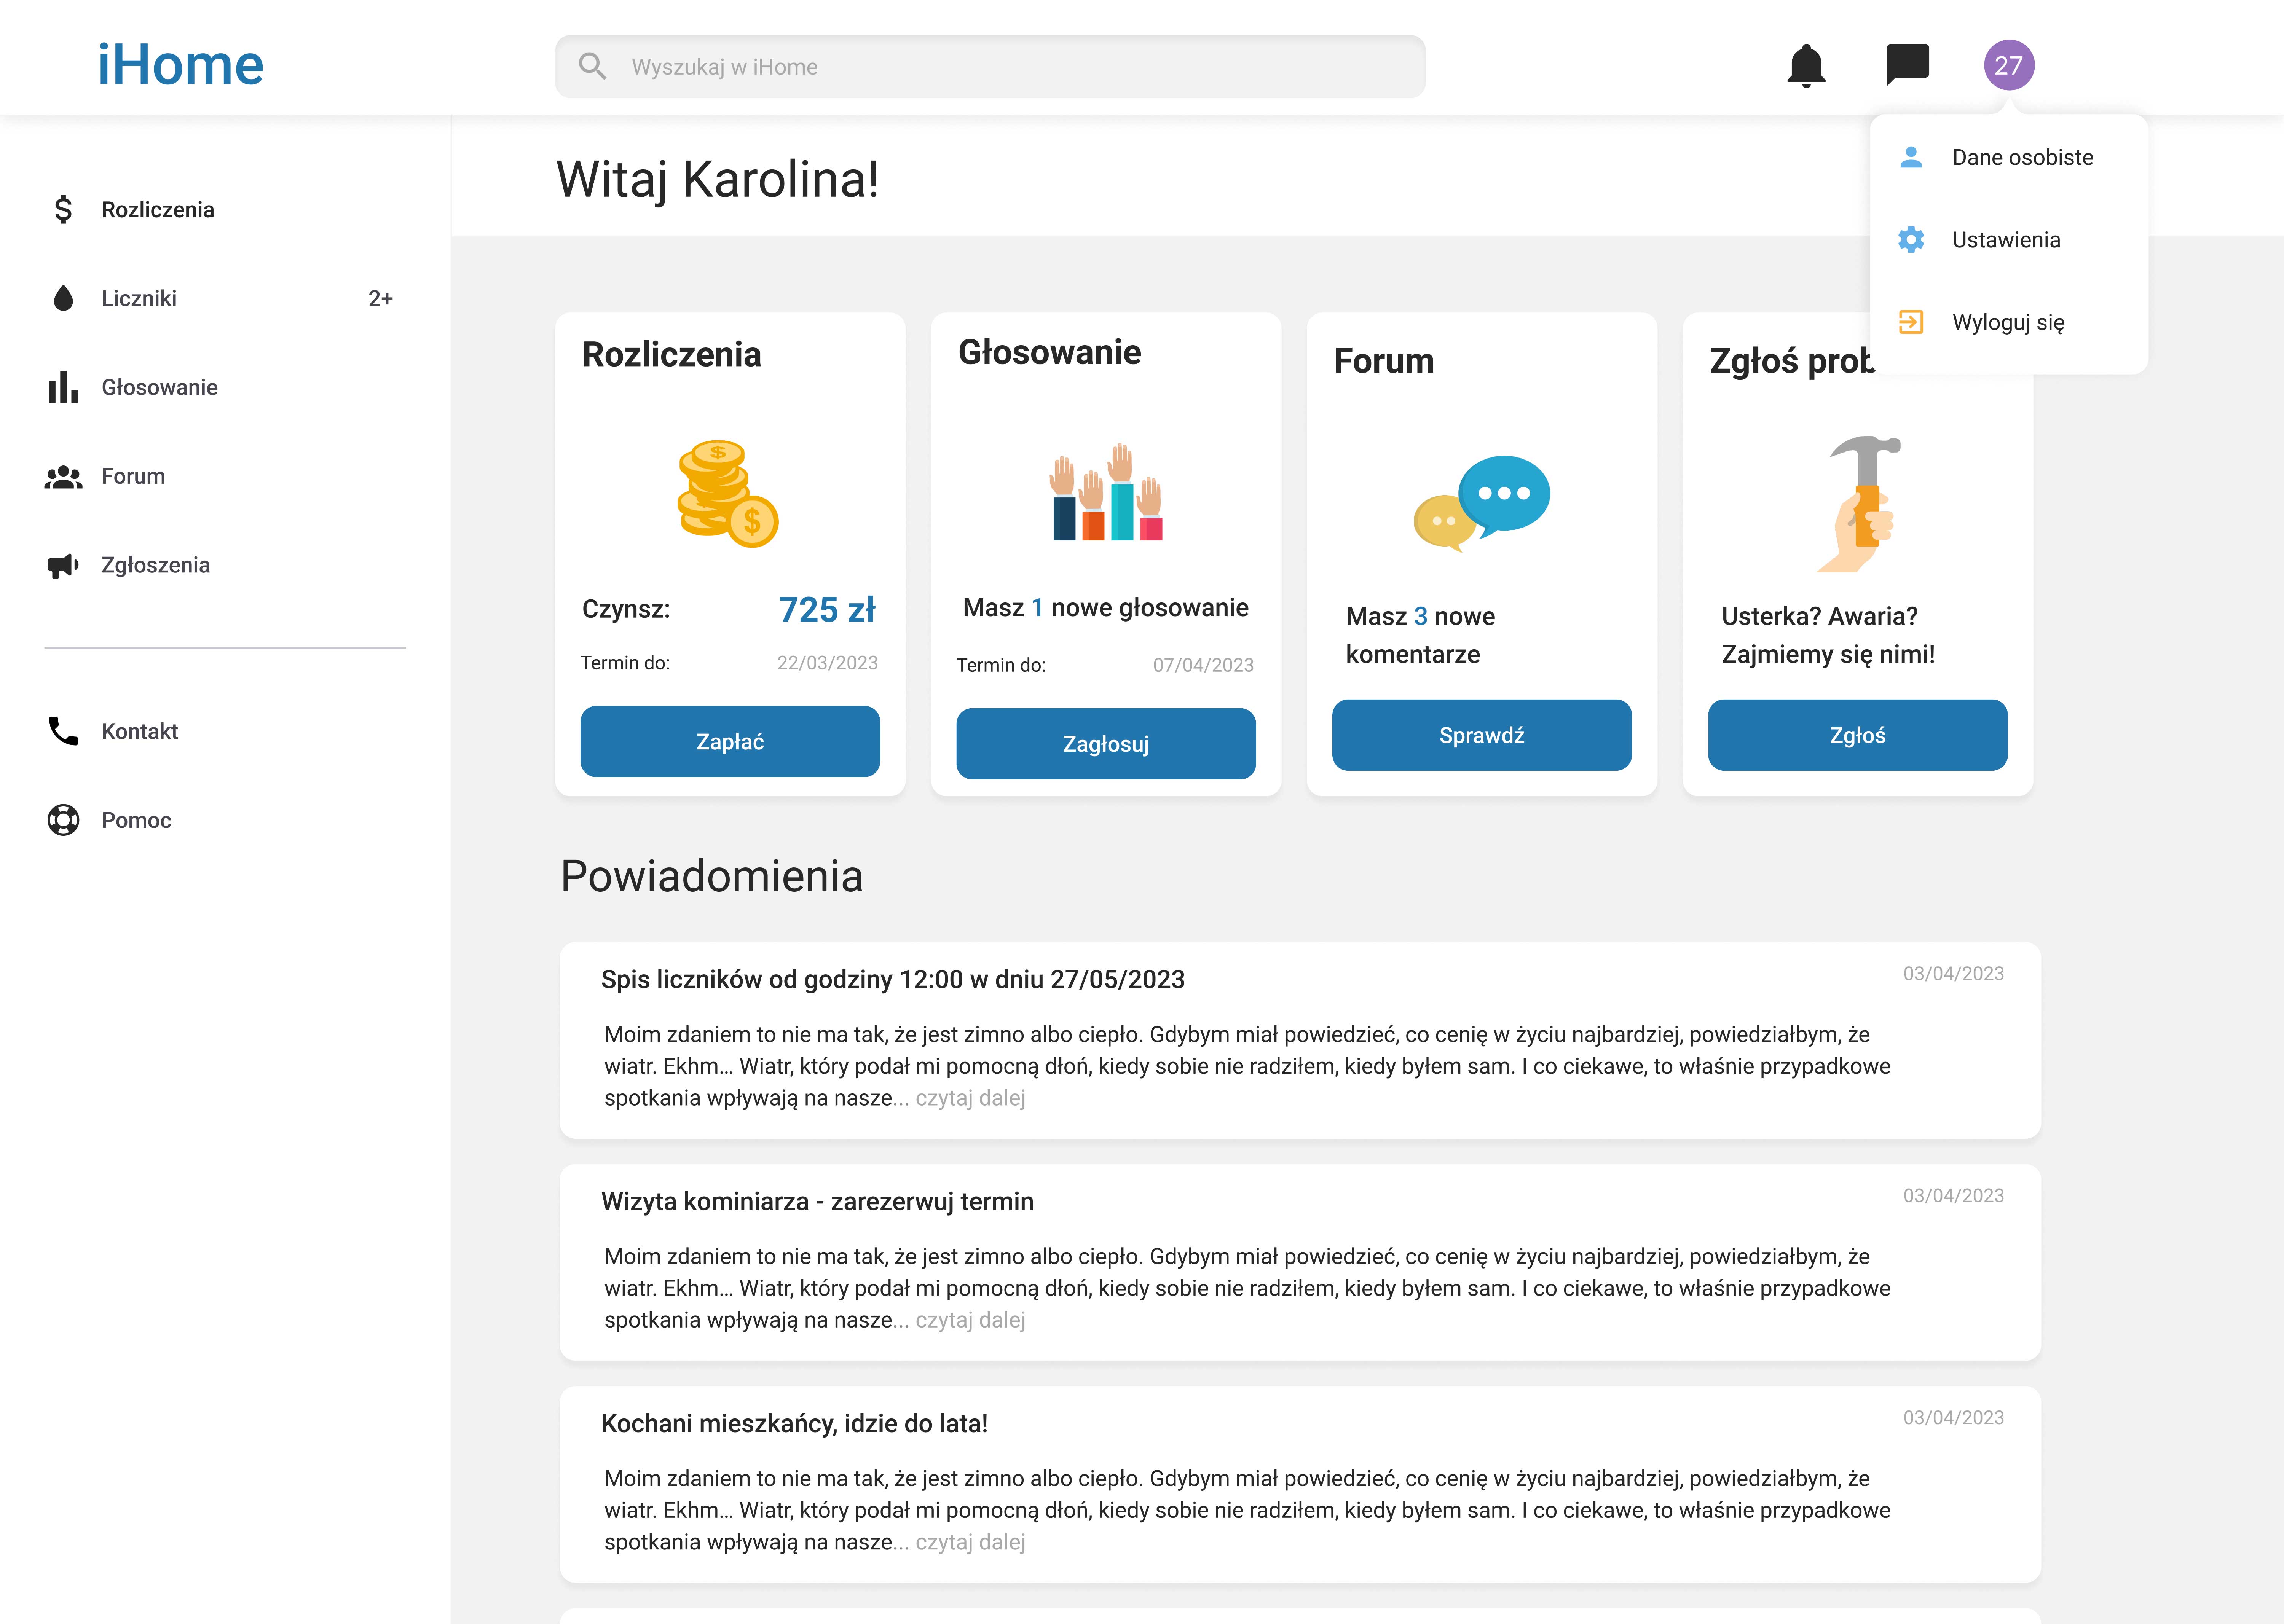 iHome
Wyszukaj w iHome
27
Dane osobiste
Ustawienia
Wyloguj się
Rozliczenia
Liczniki 2+
Głosowanie
Forum
Zgłoszenia
Kontakt
Pomoc
Witaj Karolina!
Rozliczenia
Czynsz: 725 zł
Termin do: 22/03/2023
Zapłać
Głosowanie
Masz 1 nowe głosowanie
Termin do: 07/04/2023
Zagłosuj
Forum
Masz 3 nowe
komentarze
Sprawdź
Zgłoś prob
Usterka? Awaria?
Zajmiemy się nimi!
Zgłoś
Powiadomienia
Spis liczników od godziny 12:00 w dniu 27/05/2023
03/04/2023
Moim zdaniem to nie ma tak, że jest zimno albo ciepło. Gdybym miał powiedzieć, co cenię w życiu najbardziej, powiedziałbym, że
wiatr. Ekhm... Wiatr, który podał mi pomocną dłoń, kiedy sobie nie radziłem, kiedy byłem sam. I co ciekawe, to właśnie przypadkowe
spotkania wpływają na nasze... czytaj dalej
Wizyta kominiarza - zarezerwuj termin
03/04/2023
Moim zdaniem to nie ma tak, że jest zimno albo ciepło. Gdybym miał powiedzieć, co cenię w życiu najbardziej, powiedziałbym, że
wiatr. Ekhm... Wiatr, który podał mi pomocną dłoń, kiedy sobie nie radziłem, kiedy byłem sam. I co ciekawe, to właśnie przypadkowe
spotkania wpływają na nasze... czytaj dalej
Kochani mieszkańcy, idzie do lata!
03/04/2023
Moim zdaniem to nie ma tak, że jest zimno albo ciepło. Gdybym miał powiedzieć, co cenię w życiu najbardziej, powiedziałbym, że
wiatr. Ekhm... Wiatr, który podał mi pomocną dłoń, kiedy sobie nie radziłem, kiedy byłem sam. I co ciekawe, to właśnie przypadkowe
spotkania wpływają na nasze... czytaj dalej